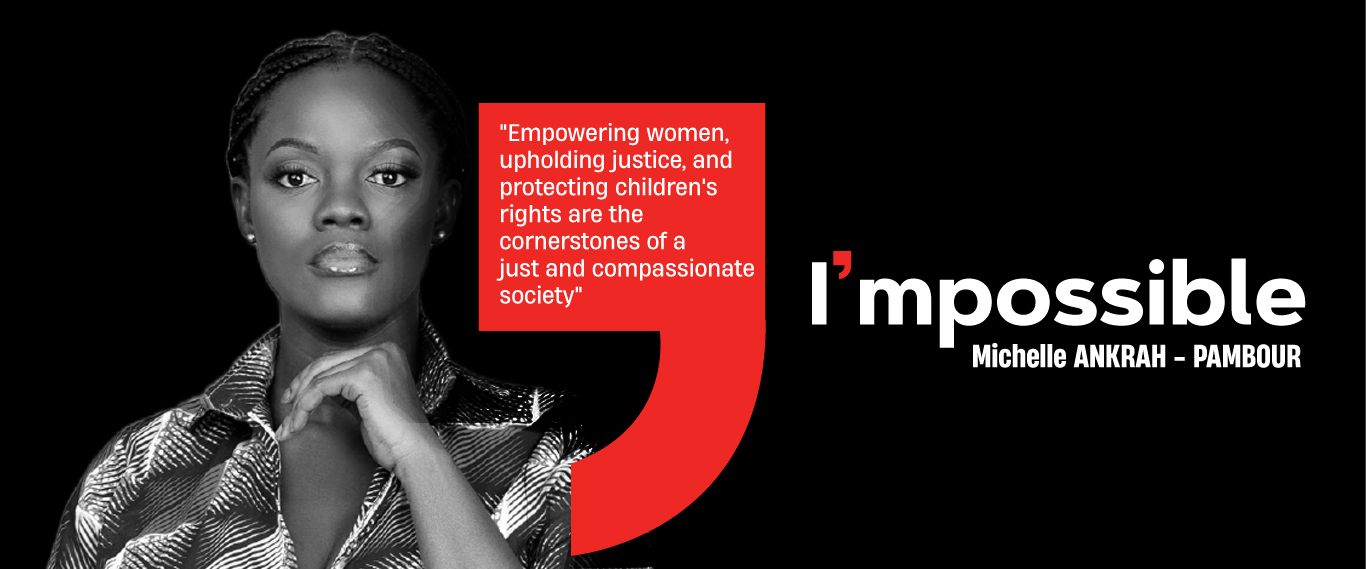 "Empowering women,
upholding justice, and
protecting children's
rights are the
cornerstones of a
just and compassionate
society"
I’mpossible
Michelle ANKRAH - PAMBOUR